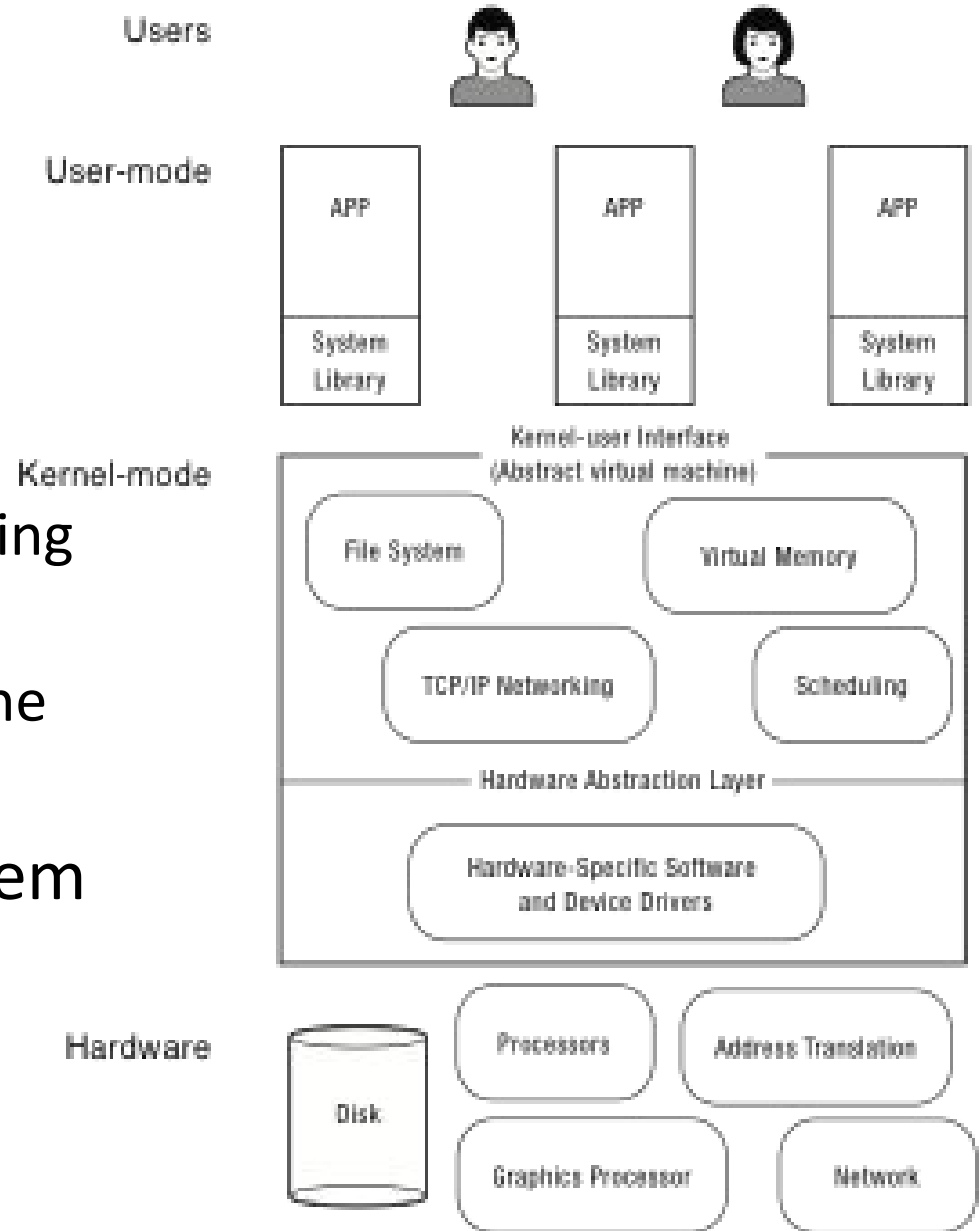 Users
User-mode
APP
APP
APP
System
Library
System
Library
System
Library
Kernel-user Interface
(Abstract virtual machine)
Kernel-mode
ing
File System
Virtual Memory
ne
TCP/IP Networking
Scheduling
Hardware Abstraction Layer
em
Hardware-Specific Software
and Device Drivers
Hardware
Disk
Processors
Address Translation
Graphics Processor
Network